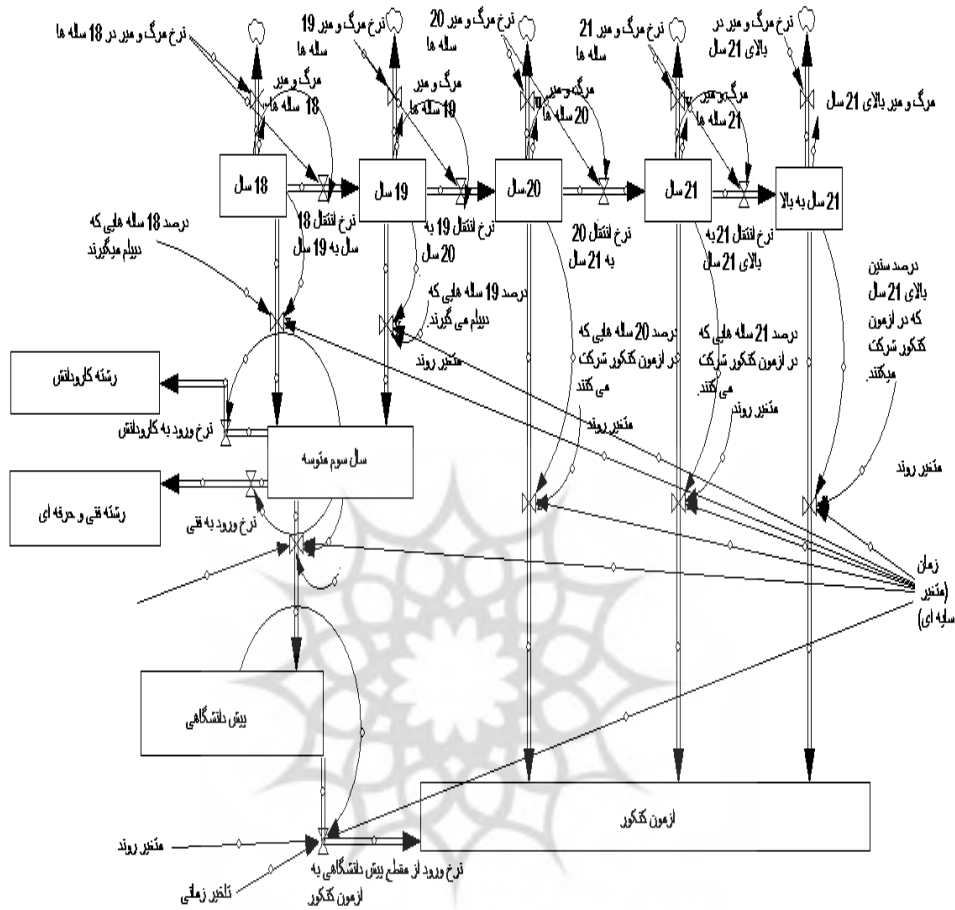 نرخ مرگ و میر در 18 ساله ها
مرگ و میر
18 ساله ها
نرخ مرگ و میر 19
ساله ها
مرگ و میر
19 ساله ها
نرخ مرگ و میر 20
ساله ها
مرگ و میر
20 ساله ها
نرخ مرگ و میر 21
ساله ها
مرگ و میر
21 ساله ها
نرخ مرگ و میر در
بالای 21 سال
مرگ و میر بالای 21 سال
18 سال
19 سال
20 سال
21 سال
21 سال به بالا
نرخ انتقال 18
سال به 19 سال
نرخ انتقال 19 به
20 سال
نرخ انتقال 20
به 21 سال
نرخ انتقال 21 به
بالای 21 سال
درصد 18 ساله هایی که
دیپلم میگیرند
درصد 19 ساله هایی که
دیپلم می گیرند.
متغیر روند
درصد 20 ساله هایی که
در ازمون کنکور شرکت
می کنند
متغیر روند
درصد 21 ساله هایی که
در ازمون کنکور شرکت
می کنند.
متغیر روند
درصد سنین
بالای 21 سال
که در ازمون
کنکور شرکت
میکنند.
متغیر روند
رشته کارودانش
نرخ ورود به کارودانش
سال سوم متوسه
رشته فنی و حرفه ای
نرخ ورود به فنی
زمان
(متغیر
سایه ای)
پیش دانشگاهی
ازمون کنکور
متغیر روند
تاخیر زمانی
نرخ ورود از مقطع پیش دانشگاهی به
ازمون کنکور